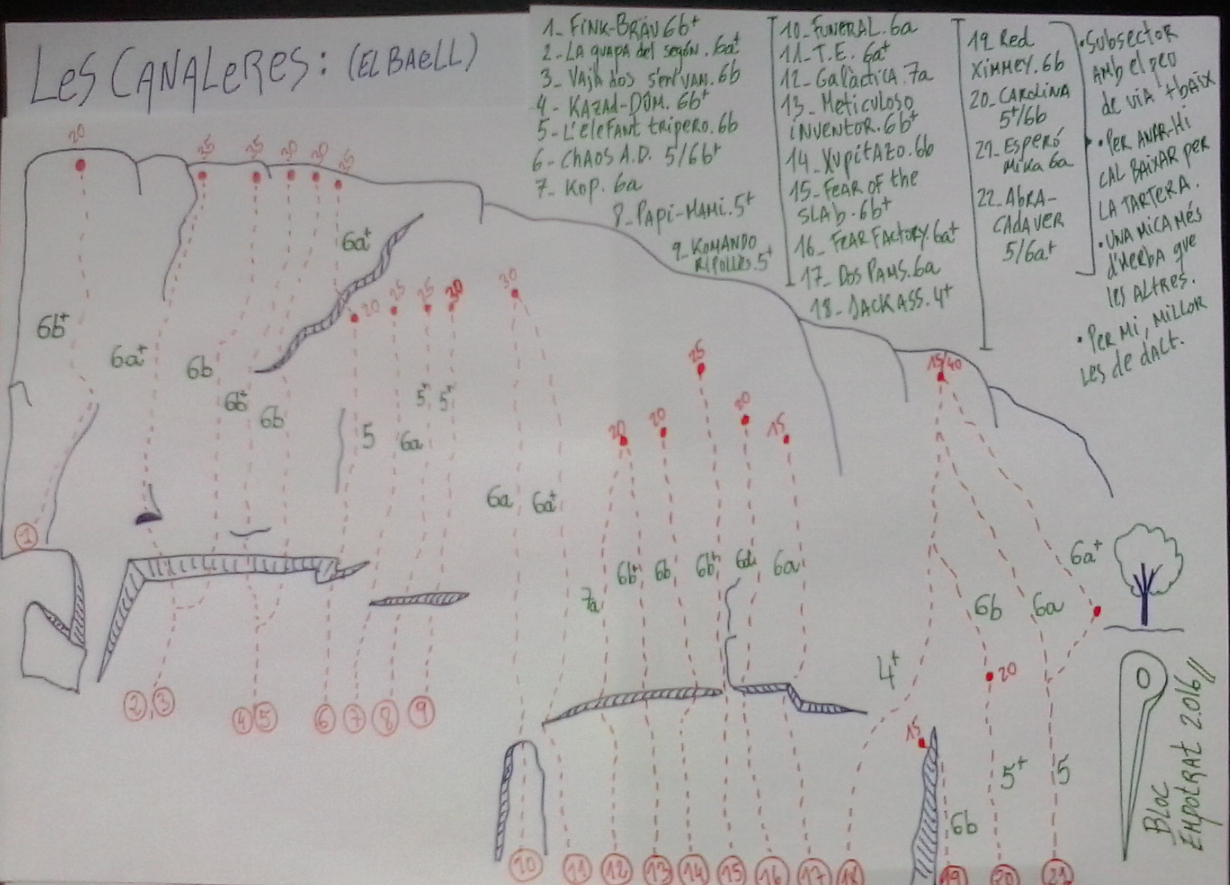 LES CANALERES: (EL BAELL)
1- FINK-BRÄU 6b+
2- LA guapa del segón. 6a+
3- Vajh dos s'en van. 6b
4- KAZAD-DÛM. 6b+
5- L'elefant tripero. 6b
6- CHAOS A.D. 5/6b+
7- KOP. 6a
8- PAPI-MAMI. 5+
9- KOMANDO
RIPOLLÈS. 5+
10- FUNERAL. 6a
11- T.E. 6a+
12- Galàctica. 7a
13- Meticuloso
inventor. 6b+
14- Xupitazo. 6b
15- FEAR OF the
SLAB. 6b+
16- FEAR FACTORY. 6a+
17- DOS PAMS. 6a
18- JACKASS. 4+
19- Red
XIMMEY. 6b
20- CAROLINA
5+/6b
21- ESPERÓ
MIKA 6a
22- ABRA-
CADAVER
5/6a+
• SUBSECTOR
AMB el peu
de VIA + baix
• PER ANAR-HI
CAL BAIXAR PER
LA TARTERA.
• UNA MICA MÉS
d'HERBA que
les ALTRES.
• PER MI, MILLOR
LES DE DALT.
20 25 35 30 30 25
6a+
20 25 25 30 30
6b+ 6a+ 6b 6b+ 6b 5 6a 5+ 5+
25 15/40
20 20 20 15
6a 6a+
7a 6b+ 6b 6b+ 6a+ 6a
6b 6a 6a+
4+ 20
15 5+ 5
6b
1
2,3 4 5 6 7 8 9
10 11 12 13 14 15 16 17 18 19 20 21
BLOC
EMPOTRAT 2.016//